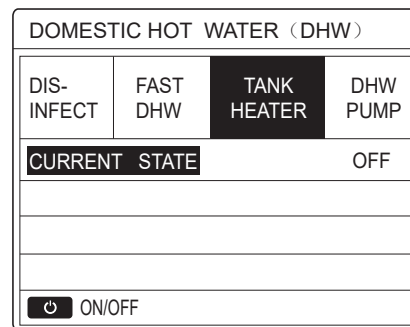 DOMESTIC HOT WATER（DHW）
DIS-
INFECT
FAST
DHW
TANK
HEATER
DHW
PUMP
CURRENT STATE OFF
ON/OFF